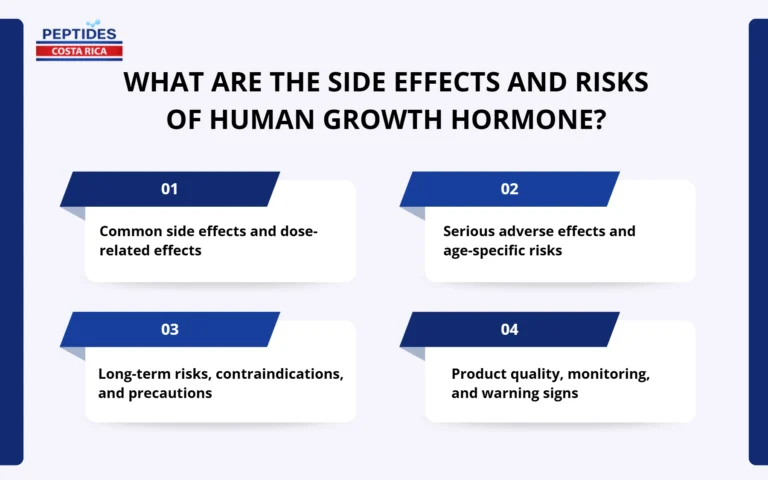 PEPTIDES
COSTA RICA
WHAT ARE THE SIDE EFFECTS AND RISKS
OF HUMAN GROWTH HORMONE?
01
Common side effects and dose-
related effects
02
Serious adverse effects and
age-specific risks
03
Long-term risks, contraindications,
and precautions
04
Product quality, monitoring,
and warning signs